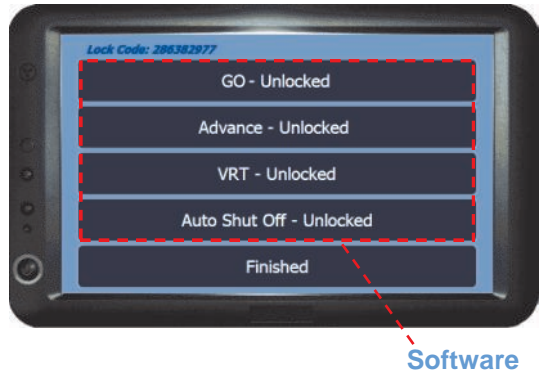 Lock Code: 286382977
GO - Unlocked
Advance - Unlocked
VRT - Unlocked
Auto Shut Off - Unlocked
Finished
Software